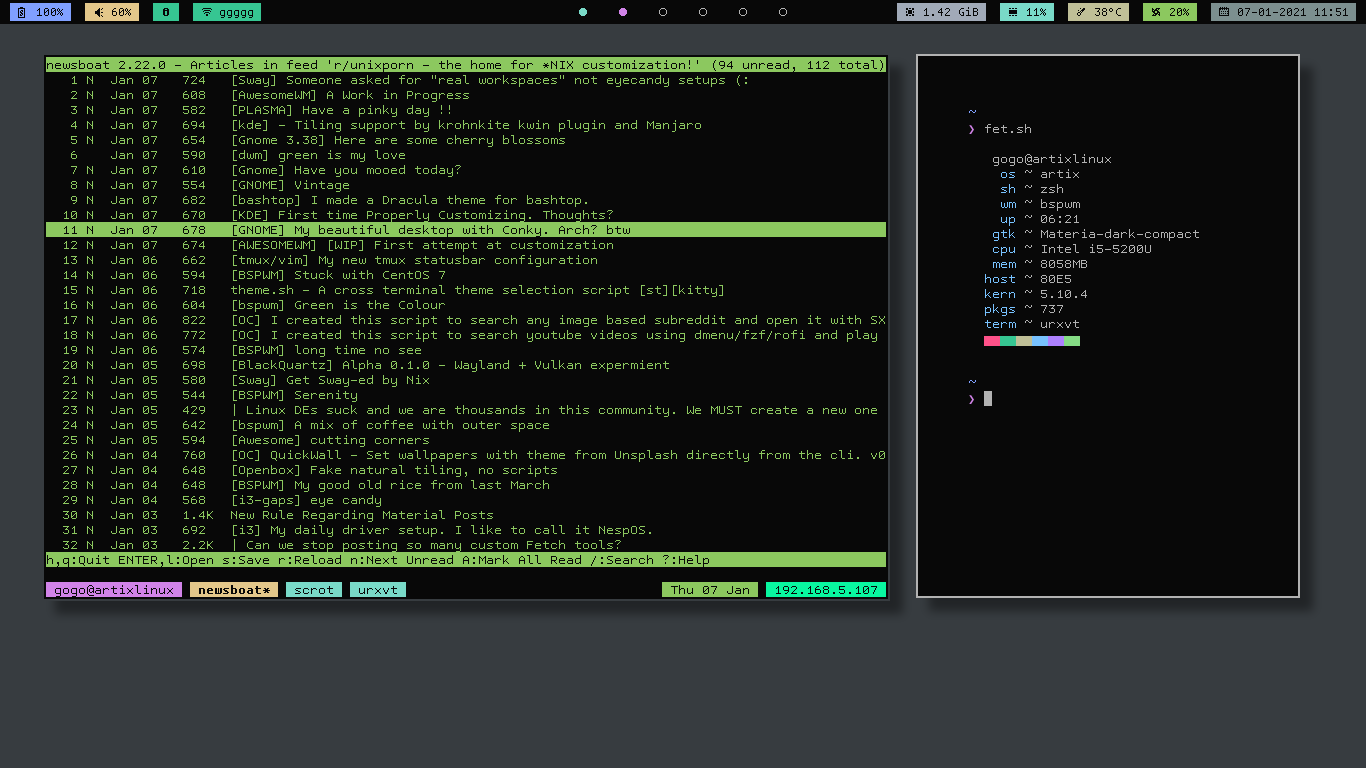 100% 60% 0 ggggg 1.42 GiB 11% 38°C 20% 07-01-2021 11:51
newsboat 2.22.0 - Articles in feed 'r/unixporn - the home for *NIX customization!' (94 unread, 112 total)
1 N Jan 07 724 [Sway] Someone asked for "real workspaces" not eyecandy setups (:
2 N Jan 07 608 [AwesomeWM] A Work in Progress
3 N Jan 07 582 [PLASMA] Have a pinky day !!
4 N Jan 07 694 [kde] - Tiling support by krohnkite kwin plugin and Manjaro
5 N Jan 07 654 [Gnome 3.38] Here are some cherry blossoms
6 Jan 07 590 [dwm] green is my love
7 N Jan 07 610 [Gnome] Have you mooed today?
8 N Jan 07 554 [GNOME] Vintage
9 N Jan 07 682 [bashtop] I made a Dracula theme for bashtop.
10 N Jan 07 670 [KDE] First time Properly Customizing. Thoughts?
11 N Jan 07 678 [GNOME] My beautiful desktop with Conky. Arch? btw
12 N Jan 07 674 [AWESOMEWM] [WIP] First attempt at customization
13 N Jan 06 662 [tmux/vim] My new tmux statusbar configuration
14 N Jan 06 594 [BSPWM] Stuck with CentOS 7
15 N Jan 06 718 theme.sh - A cross terminal theme selection script [st][kitty]
16 N Jan 06 604 [bspwm] Green is the Colour
17 N Jan 06 822 [OC] I created this script to search any image based subreddit and open it with SX
18 N Jan 06 772 [OC] I created this script to search youtube videos using dmenu/fzf/rofi and play
19 N Jan 06 574 [BSPWM] long time no see
20 N Jan 05 698 [BlackQuartz] Alpha 0.1.0 - Wayland + Vulkan expermient
21 N Jan 05 580 [Sway] Get Sway-ed by Nix
22 N Jan 05 544 [BSPWM] Serenity
23 N Jan 05 429 | Linux DEs suck and we are thousands in this community. We MUST create a new one
24 N Jan 05 642 [bspwm] A mix of coffee with outer space
25 N Jan 05 594 [Awesome] cutting corners
26 N Jan 04 760 [OC] QuickWall - Set wallpapers with theme from Unsplash directly from the cli. v0
27 N Jan 04 648 [Openbox] Fake natural tiling, no scripts
28 N Jan 04 648 [BSPWM] My good old rice from last March
29 N Jan 04 568 [i3-gaps] eye candy
30 N Jan 03 1.4K New Rule Regarding Material Posts
31 N Jan 03 692 [i3] My daily driver setup. I like to call it NespOS.
32 N Jan 03 2.2K | Can we stop posting so many custom Fetch tools?
h,q:Quit ENTER,l:Open s:Save r:Reload n:Next Unread A:Mark All Read /:Search ?:Help
gogo@artixlinux newsboat* scrot urxvt Thu 07 Jan 192.168.5.107
~
❯ fet.sh
gogo@artixlinux
os ~ artix
sh ~ zsh
wm ~ bspwm
up ~ 06:21
gtk ~ Materia-dark-compact
cpu ~ Intel i5-5200U
mem ~ 8058MB
host ~ 80E5
kern ~ 5.10.4
pkgs ~ 737
term ~ urxvt
~
❯